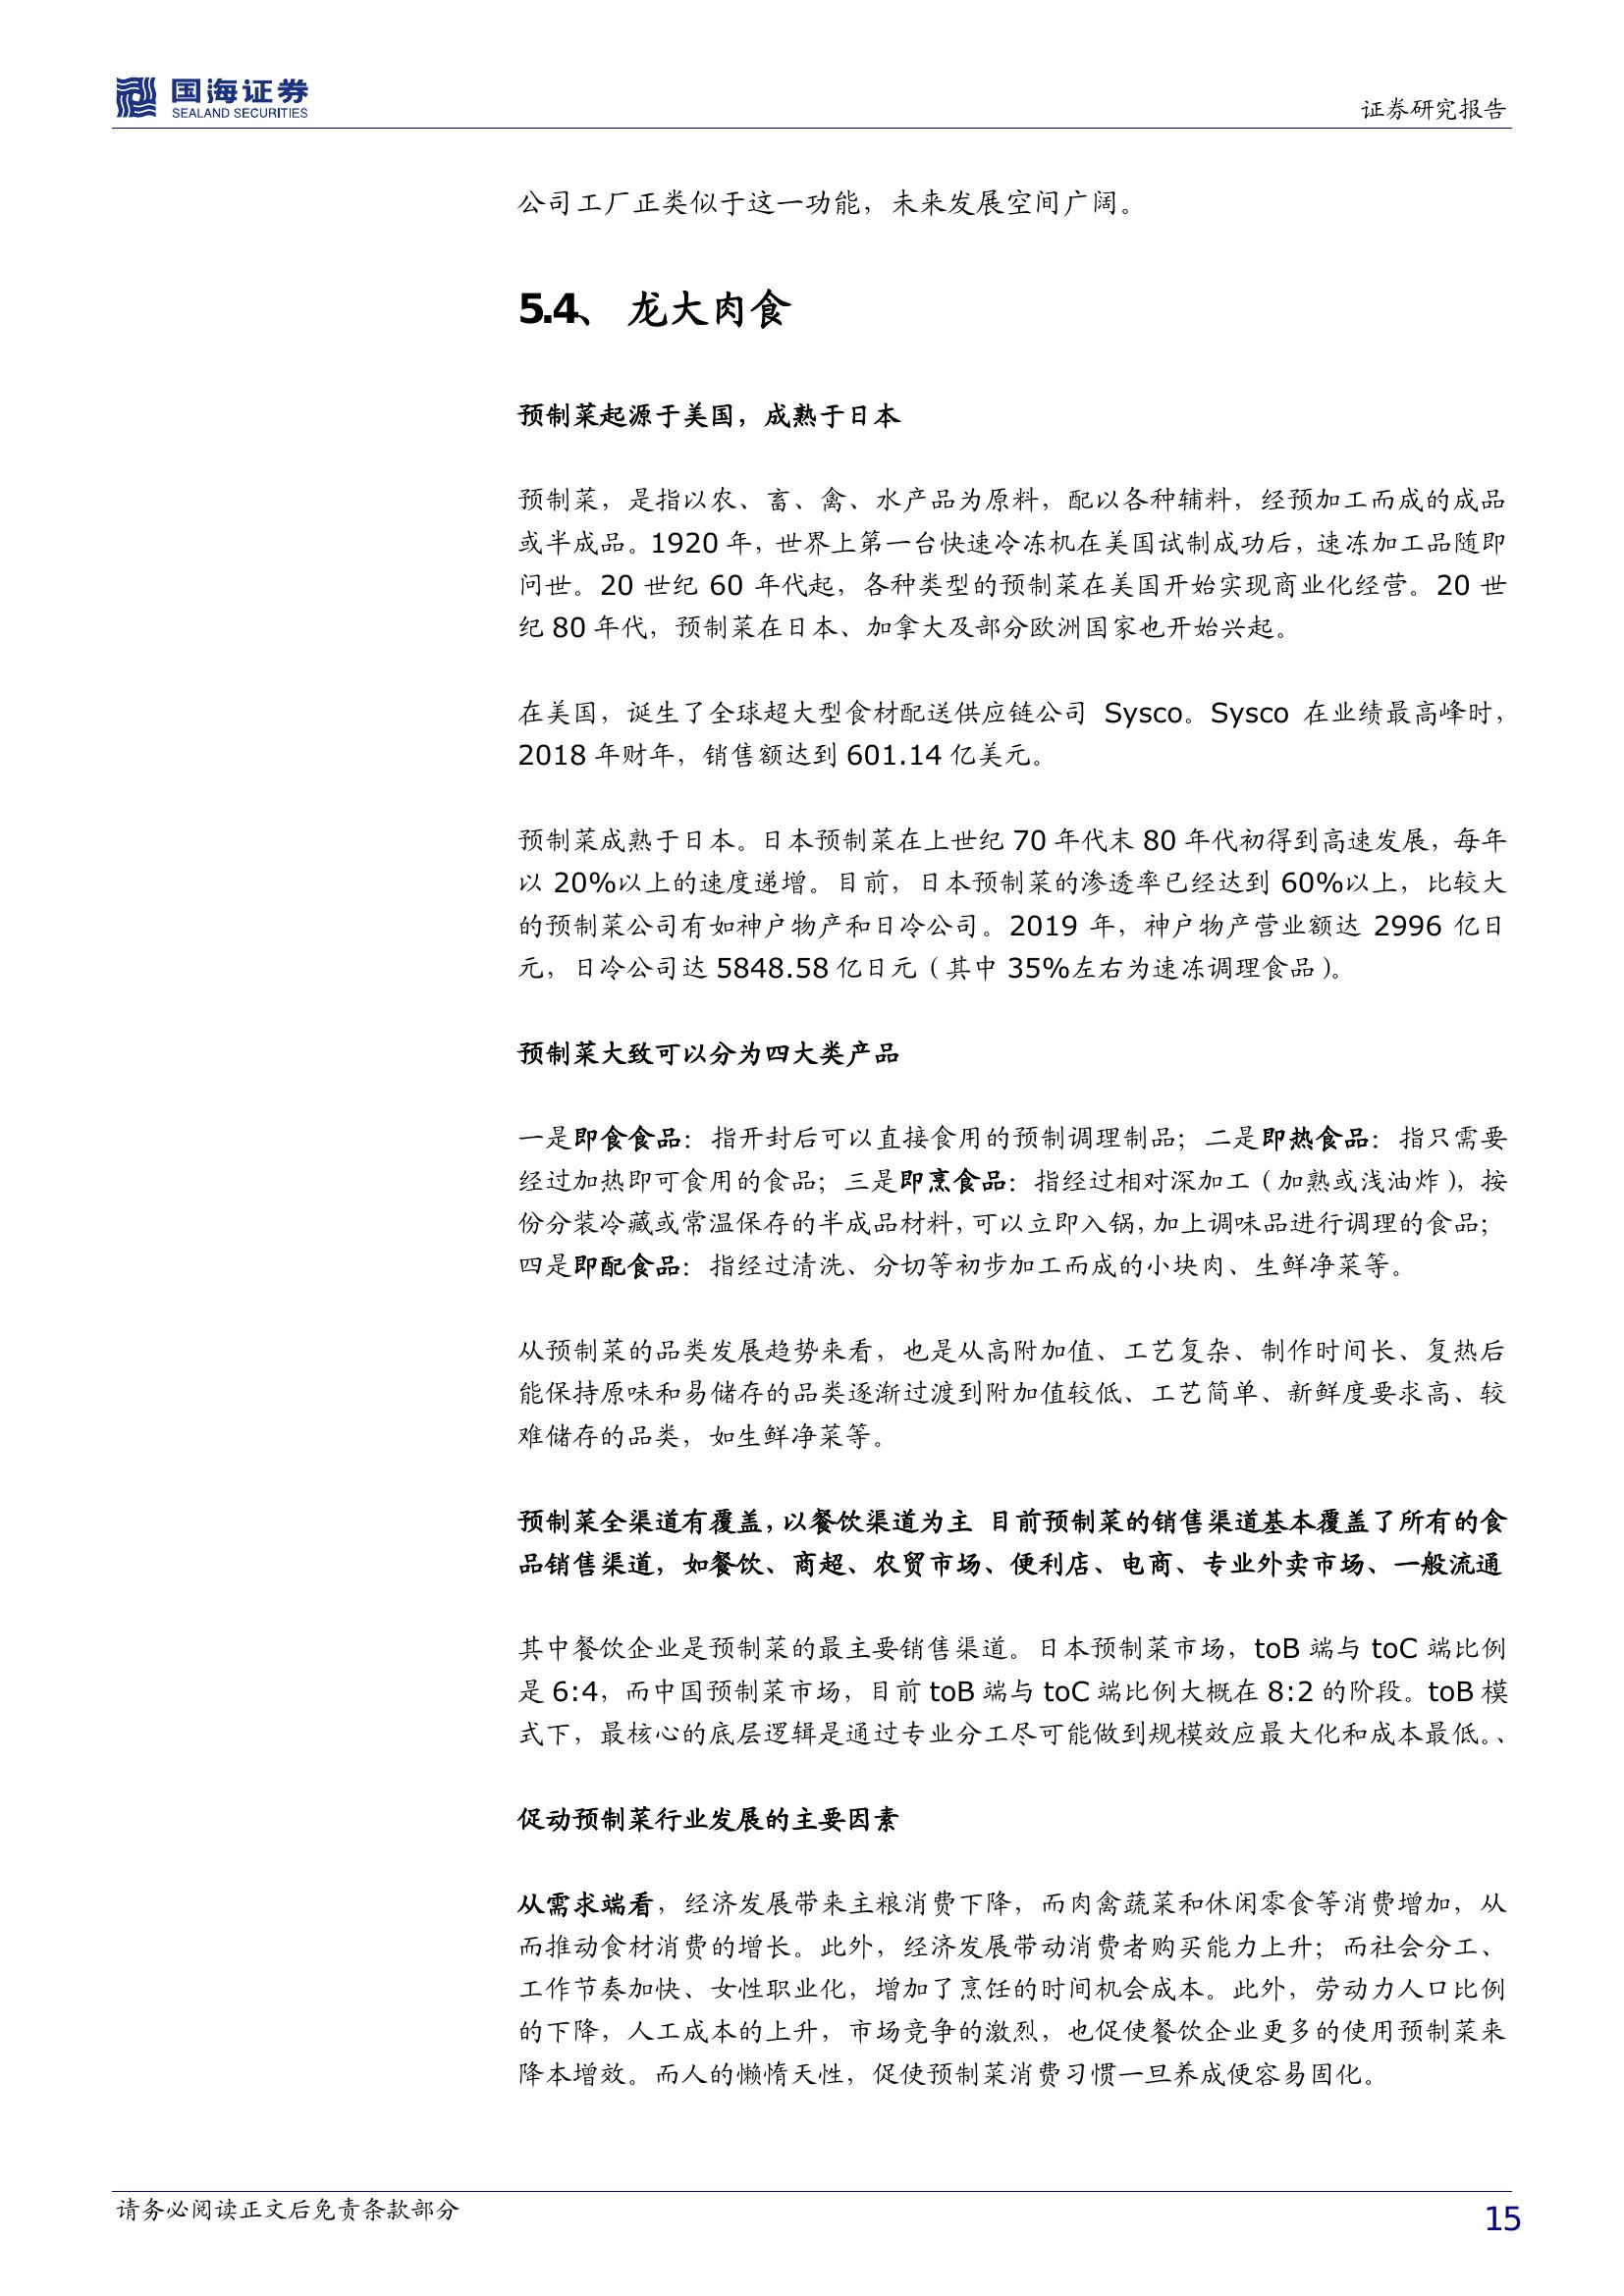 国海证券
SEALAND SECURITIES
证券研究报告
公司工厂正类似于这一功能，未来发展空间广阔。
5.4、 龙大肉食
预制菜起源于美国，成熟于日本
预制菜，是指以农、畜、禽、水产品为原料，配以各种辅料，经预加工而成的成品
或半成品。1920 年，世界上第一台快速冷冻机在美国试制成功后，速冻加工品随即
问世。20 世纪 60 年代起，各种类型的预制菜在美国开始实现商业化经营。20 世
纪 80 年代，预制菜在日本、加拿大及部分欧洲国家也开始兴起。
在美国，诞生了全球超大型食材配送供应链公司 Sysco。Sysco 在业绩最高峰时，
2018 年财年，销售额达到 601.14 亿美元。
预制菜成熟于日本。日本预制菜在上世纪 70 年代末 80 年代初得到高速发展，每年
以 20%以上的速度递增。目前，日本预制菜的渗透率已经达到 60%以上，比较大
的预制菜公司有如神户物产和日冷公司。2019 年，神户物产营业额达 2996 亿日
元，日冷公司达 5848.58 亿日元（其中 35%左右为速冻调理食品）。
预制菜大致可以分为四大类产品
一是即食食品：指开封后可以直接食用的预制调理制品；二是即热食品：指只需要
经过加热即可食用的食品；三是即烹食品：指经过相对深加工（加熟或浅油炸），按
份分装冷藏或常温保存的半成品材料，可以立即入锅，加上调味品进行调理的食品；
四是即配食品：指经过清洗、分切等初步加工而成的小块肉、生鲜净菜等。
从预制菜的品类发展趋势来看，也是从高附加值、工艺复杂、制作时间长、复热后
能保持原味和易储存的品类逐渐过渡到附加值较低、工艺简单、新鲜度要求高、较
难储存的品类，如生鲜净菜等。
预制菜全渠道有覆盖，以餐饮渠道为主 目前预制菜的销售渠道基本覆盖了所有的食
品销售渠道，如餐饮、商超、农贸市场、便利店、电商、专业外卖市场、一般流通
其中餐饮企业是预制菜的最主要销售渠道。日本预制菜市场，toB 端与 toC 端比例
是 6:4，而中国预制菜市场，目前 toB 端与 toC 端比例大概在 8:2 的阶段。toB 模
式下，最核心的底层逻辑是通过专业分工尽可能做到规模效应最大化和成本最低。、
促动预制菜行业发展的主要因素
从需求端看，经济发展带来主粮消费下降，而肉禽蔬菜和休闲零食等消费增加，从
而推动食材消费的增长。此外，经济发展带动消费者购买能力上升；而社会分工、
工作节奏加快、女性职业化，增加了烹饪的时间机会成本。此外，劳动力人口比例
的下降，人工成本的上升，市场竞争的激烈，也促使餐饮企业更多的使用预制菜来
降本增效。而人的懒惰天性，促使预制菜消费习惯一旦养成便容易固化。
请务必阅读正文后免责条款部分
15